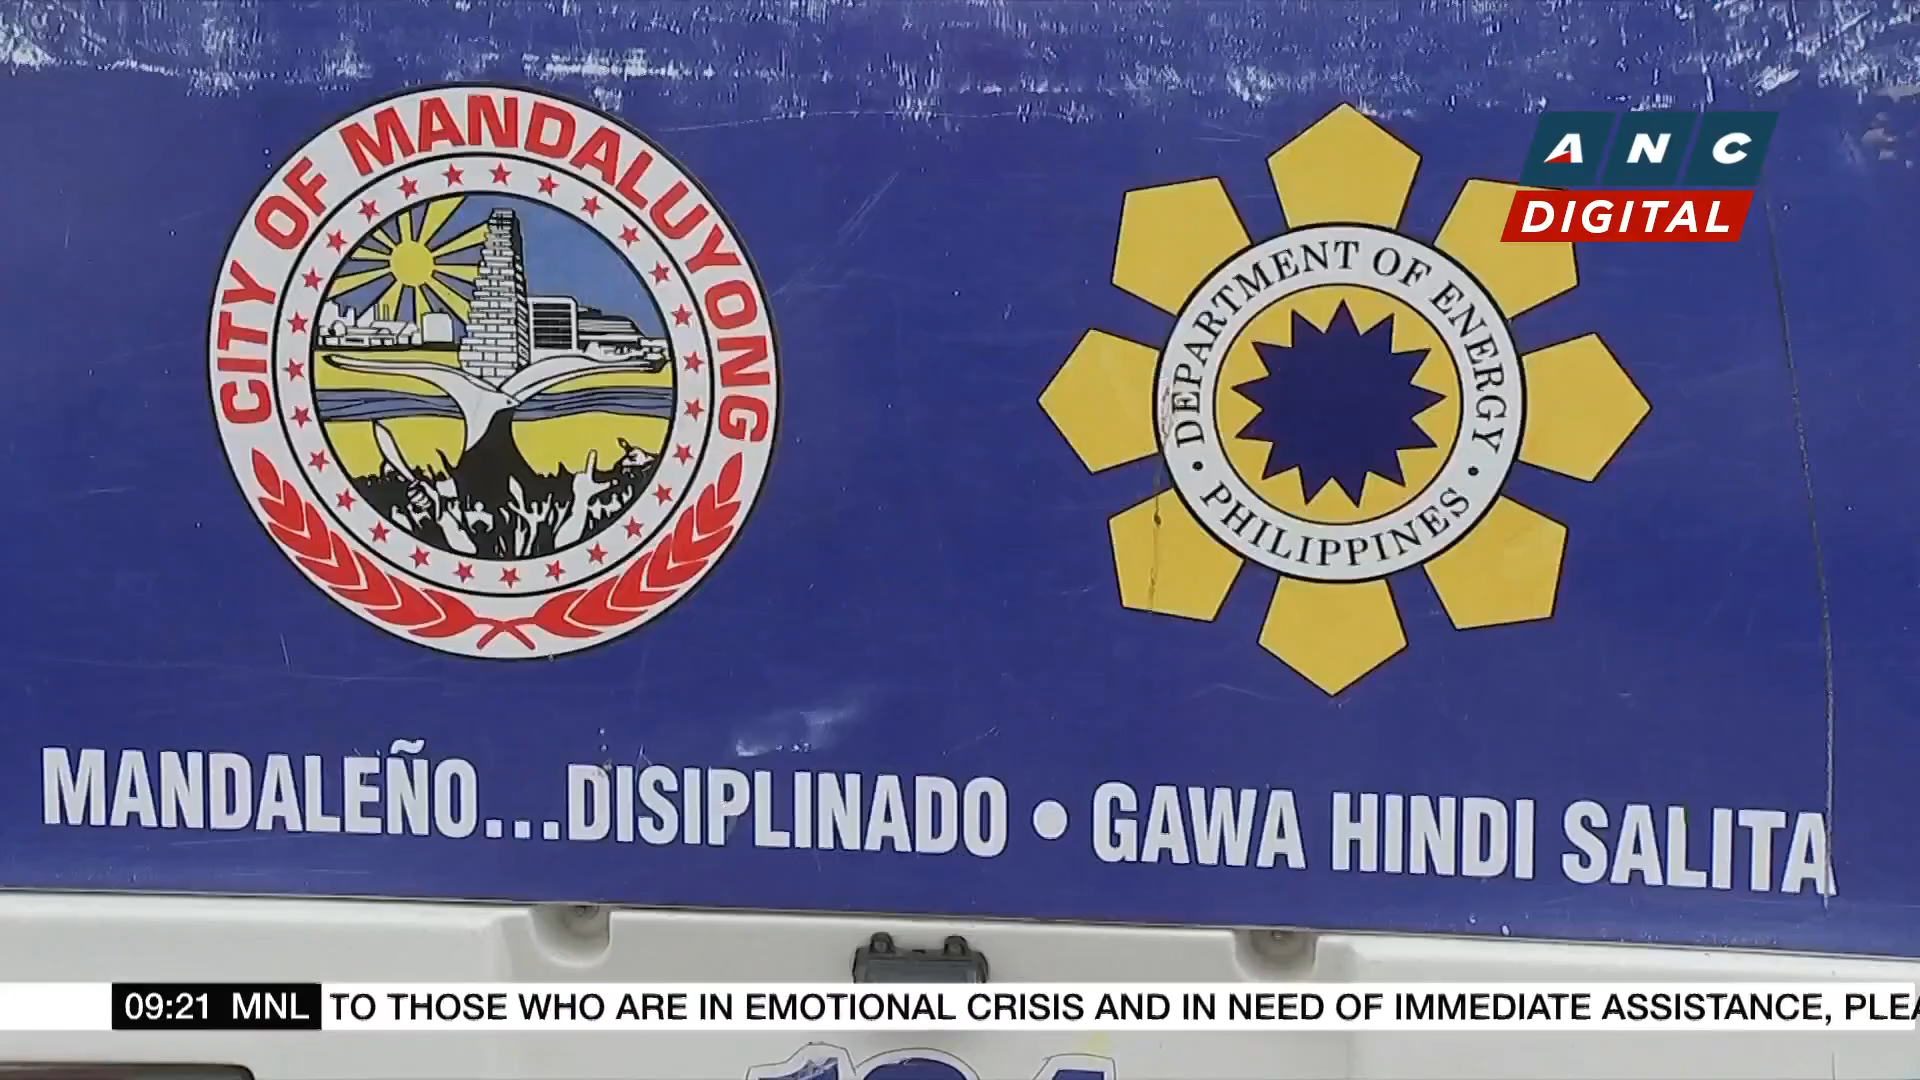 CITY OF MANDALUYONG
DEPARTMENT OF ENERGY
• PHILIPPINES •
ANC
DIGITAL
MANDALEÑO...DISIPLINADO • GAWA HINDI SALITA
09:21 MNL TO THOSE WHO ARE IN EMOTIONAL CRISIS AND IN NEED OF IMMEDIATE ASSISTANCE, PLEA